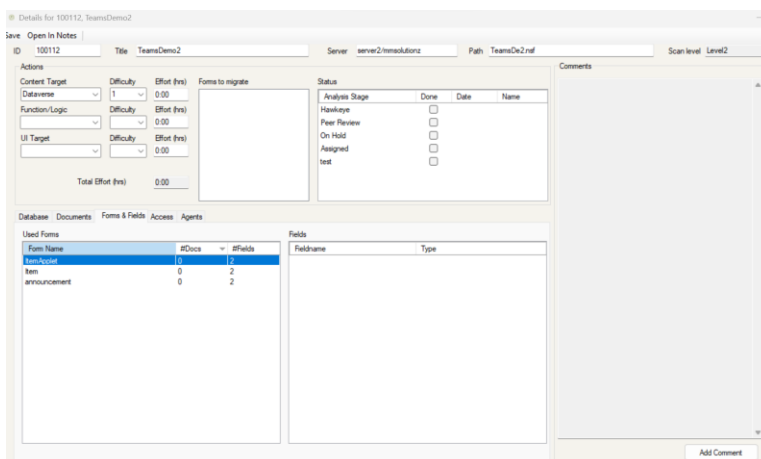 Details for 100112, TeamsDemo2
Save Open In Notes
ID 100112 Title TeamsDemo2 Server server2/mmsolutionz Path TeamsDe2.nsf Scan level Level2
Actions Comments
Content Target Difficulty Effort (hrs) Forms to migrate Status
Dataverse 1 0:00 Analysis Stage Done Date Name
Function/Logic Difficulty Effort (hrs) Hawkeye
0:00 Peer Review
UI Target Difficulty Effort (hrs) On Hold
0:00 Assigned
test
Total Effort (hrs) 0:00
Database Documents Forms & Fields Access Agents
Used Forms Fields
Form Name #Docs #Fields Fieldname Type
ItemApplet 0 2
Item 0 2
announcement 0 2
Add Comment